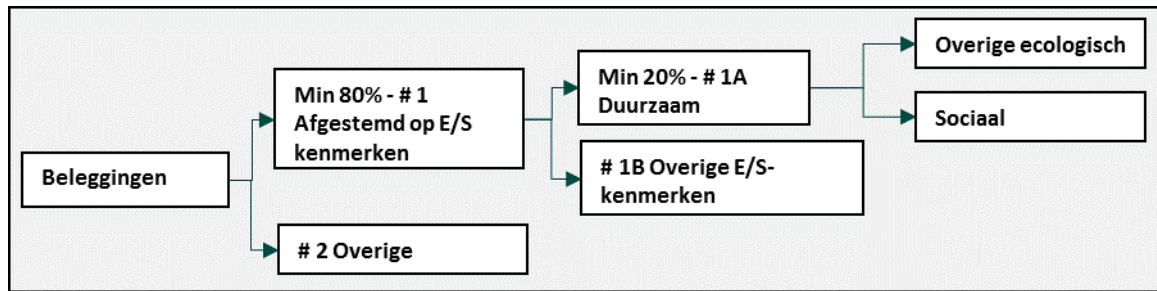 Beleggingen
Min 80% - # 1
Afgestemd op E/S
kenmerken
# 2 Overige
Min 20% - # 1A
Duurzaam
# 1B Overige E/S-
kenmerken
Overige ecologisch
Sociaal